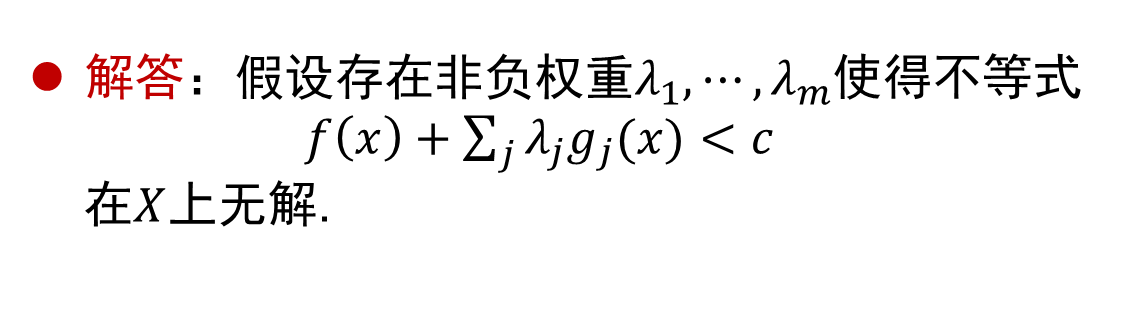 ● 解答：假设存在非负权重λ₁,⋯,λₘ使得不等式
f(x) + ∑ⱼ λⱼgⱼ(x) < c
在X上无解.